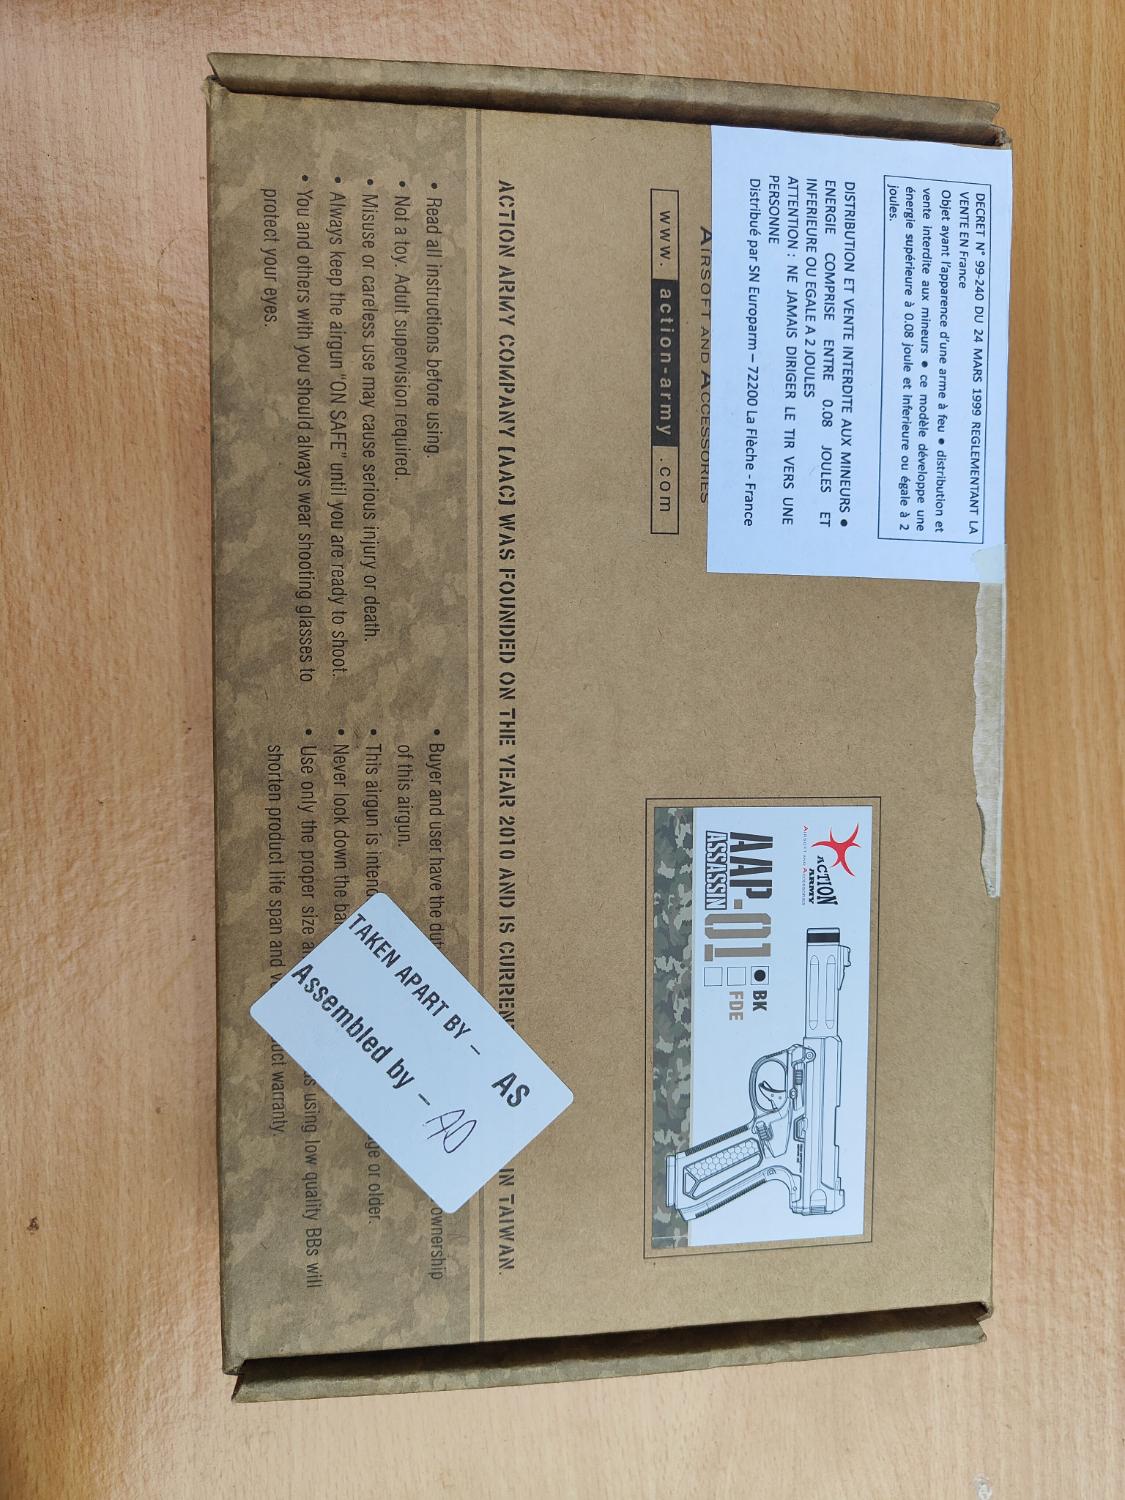 DECRET N° 99-240 DU 24 MARS 1999 REGLEMENTANT LA
VENTE EN France
Objet ayant l'apparence d'une arme à feu • distribution et
vente interdite aux mineurs • ce modèle développe une
énergie supérieure à 0.08 joule et Inferieure ou égale à 2
joules.
DISTRIBUTION ET VENTE INTERDITE AUX MINEURS •
ENERGIE COMPRISE ENTRE 0.08 JOULES ET
INFERIEURE OU EGALE A 2 JOULES
ATTENTION : NE JAMAIS DIRIGER LE TIR VERS UNE
PERSONNE
Distribué par SN Europarm – 72200 La Flèche - France
AIRSOFT AND ACCESSORIES
www. action-army .com
ACTION ARMY
AIRSOFT AND ACCESSORIES
AAP-01
ASSASSIN
BK
FDE
ACTION ARMY COMPANY [AAC] WAS FOUNDED ON THE YEAR 2010 AND IS IN TAIWAN.
• Read all instructions before using.
• Not a toy. Adult supervision required.
• Misuse or careless use may cause serious injury or death.
• Always keep the airgun "ON SAFE" until you are ready to shoot.
• You and others with you should always wear shooting glasses to
protect your eyes.
• Buyer and user have the ownership
of this airgun.
• This airgun is or older.
• Never look down the
• Use only the proper size using low quality BBs will
shorten product life span and warranty.
TAKEN APART BY – AS
Assembled by – AO